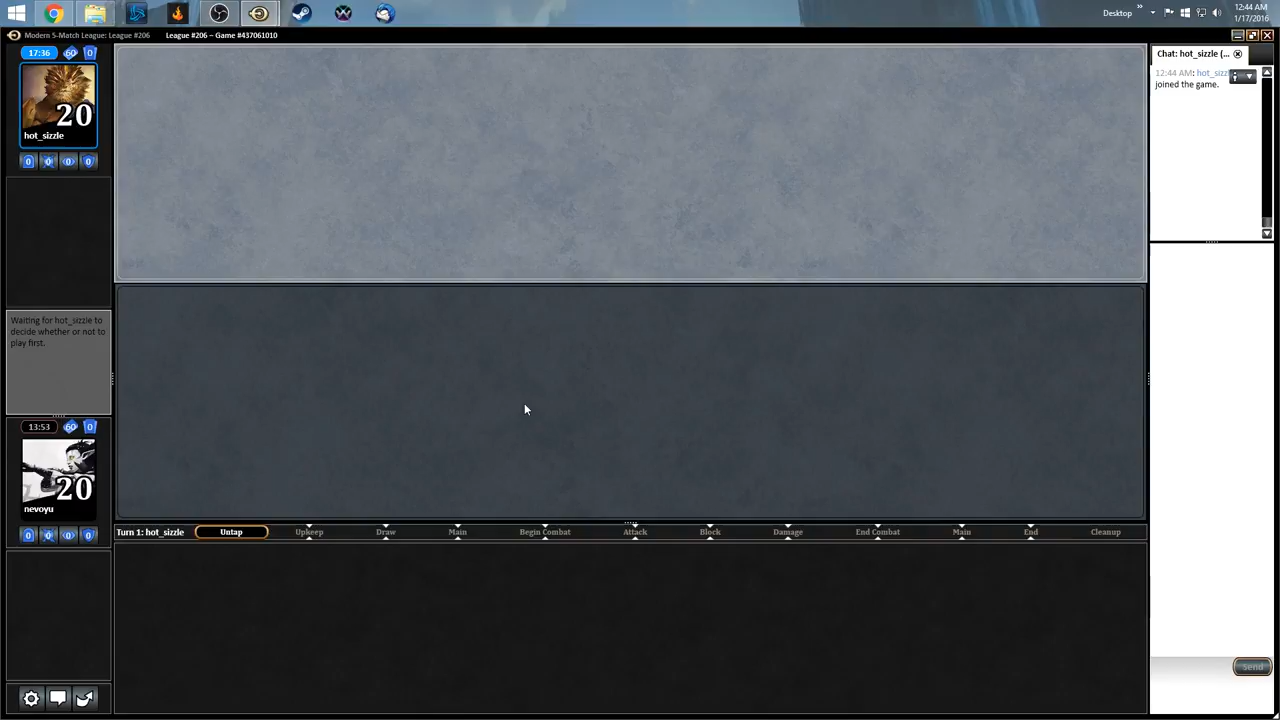 Desktop
12:44 AM
1/17/2016
Modern 5-Match League: League #206
League #206 – Game #437061010
17:36
60
0
20
hot_sizzle
0
0
0
0
Chat: hot_sizzle (...
12:44 AM: hot_sizz
joined the game.
Waiting for hot_sizzle to
decide whether or not to
play first.
13:53
60
0
20
nevoyu
0
0
0
0
Turn 1: hot_sizzle
Untap
Upkeep
Draw
Main
Begin Combat
Attack
Block
Damage
End Combat
Main
End
Cleanup
Send